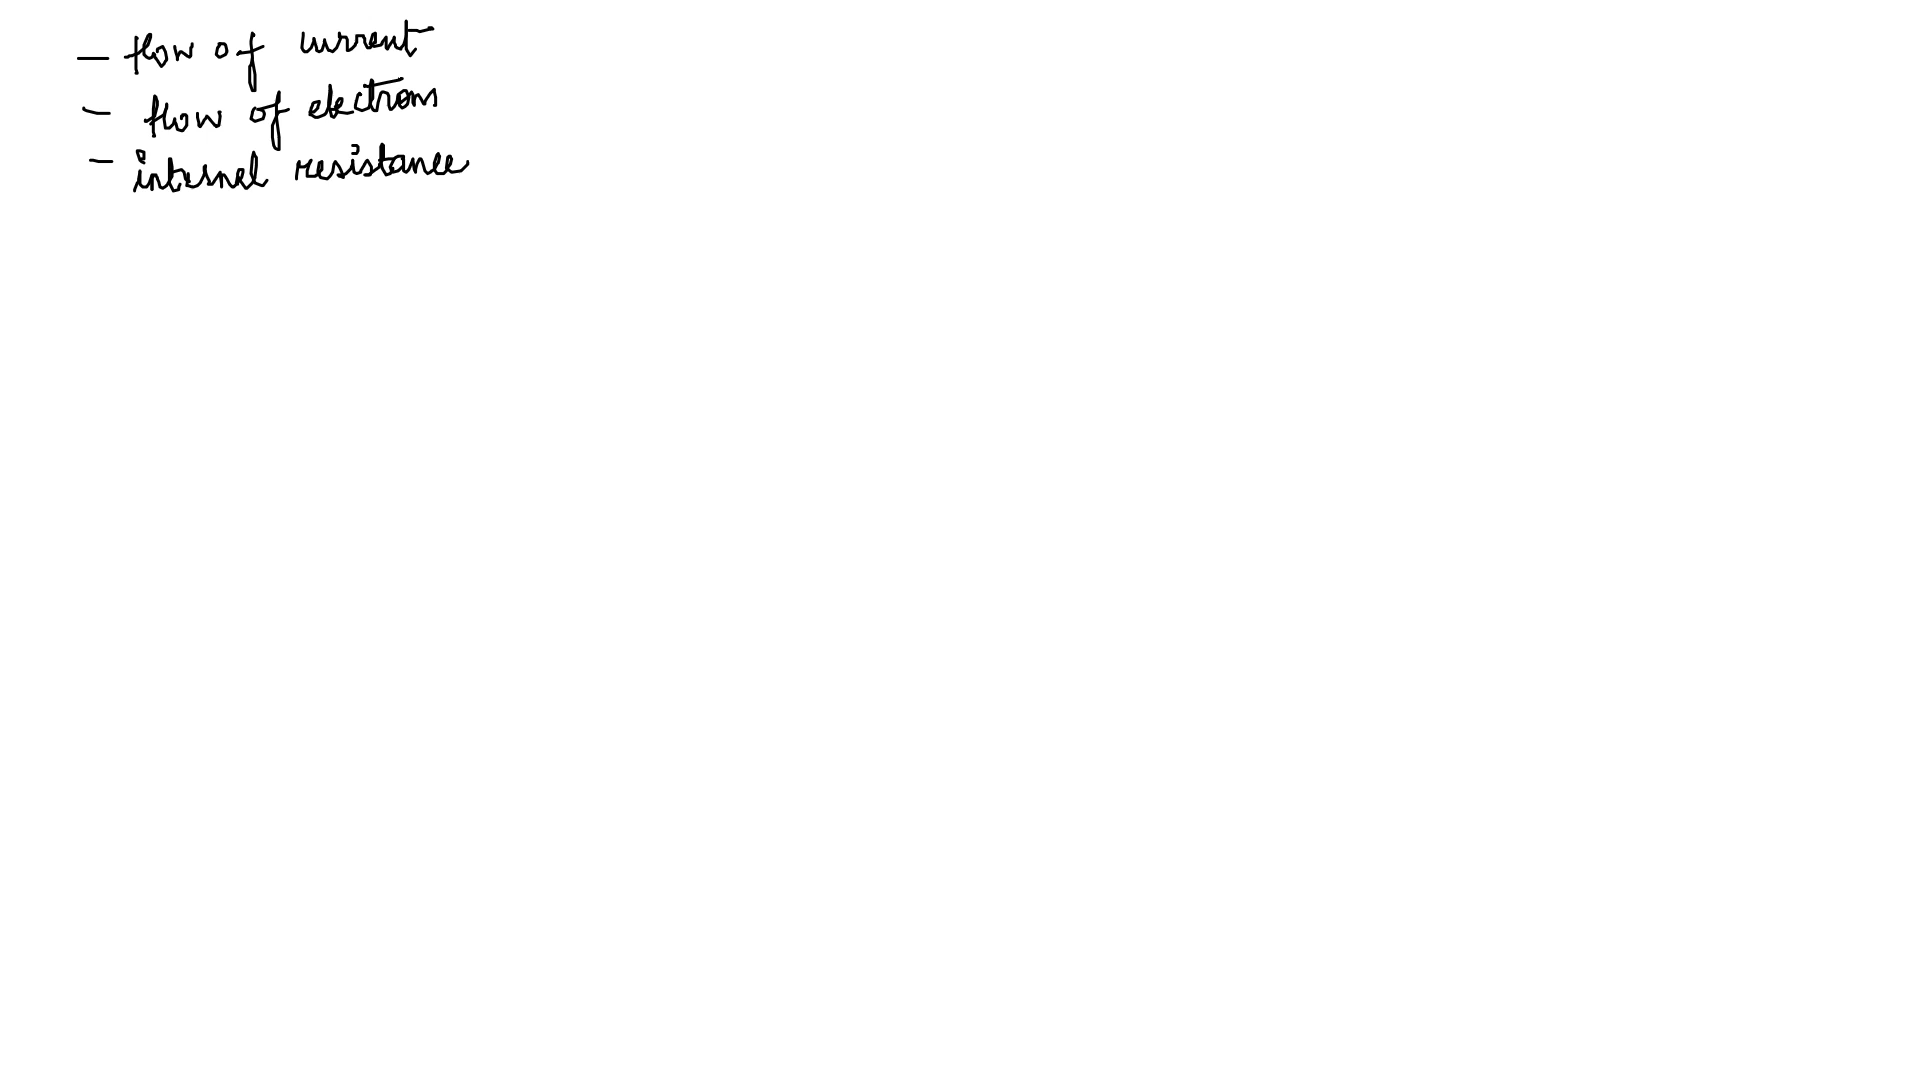 - flow of current
- flow of electrons
- internal resistance